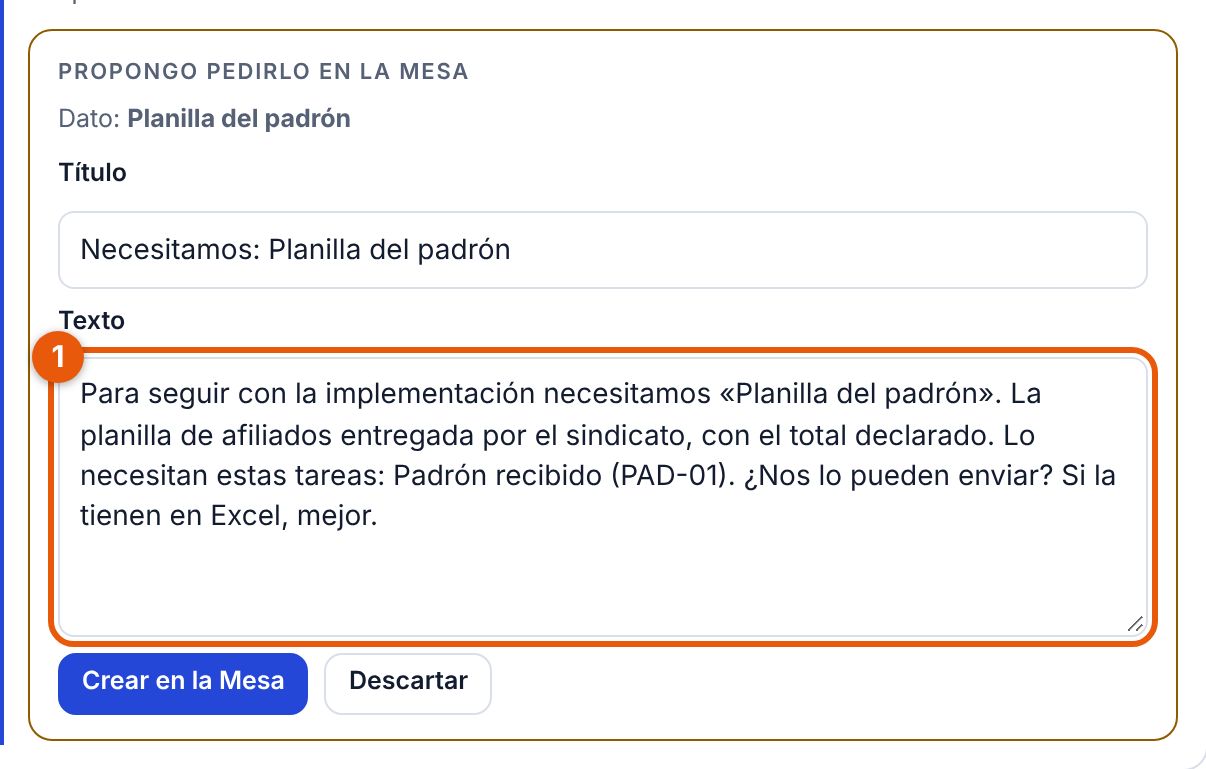 PROPONGO PEDIRLO EN LA MESA
Dato: Planilla del padrón
Título
Necesitamos: Planilla del padrón
Texto
1
Para seguir con la implementación necesitamos «Planilla del padrón». La
planilla de afiliados entregada por el sindicato, con el total declarado. Lo
necesitan estas tareas: Padrón recibido (PAD-01). ¿Nos lo pueden enviar? Si la
tienen en Excel, mejor.
Crear en la Mesa
Descartar